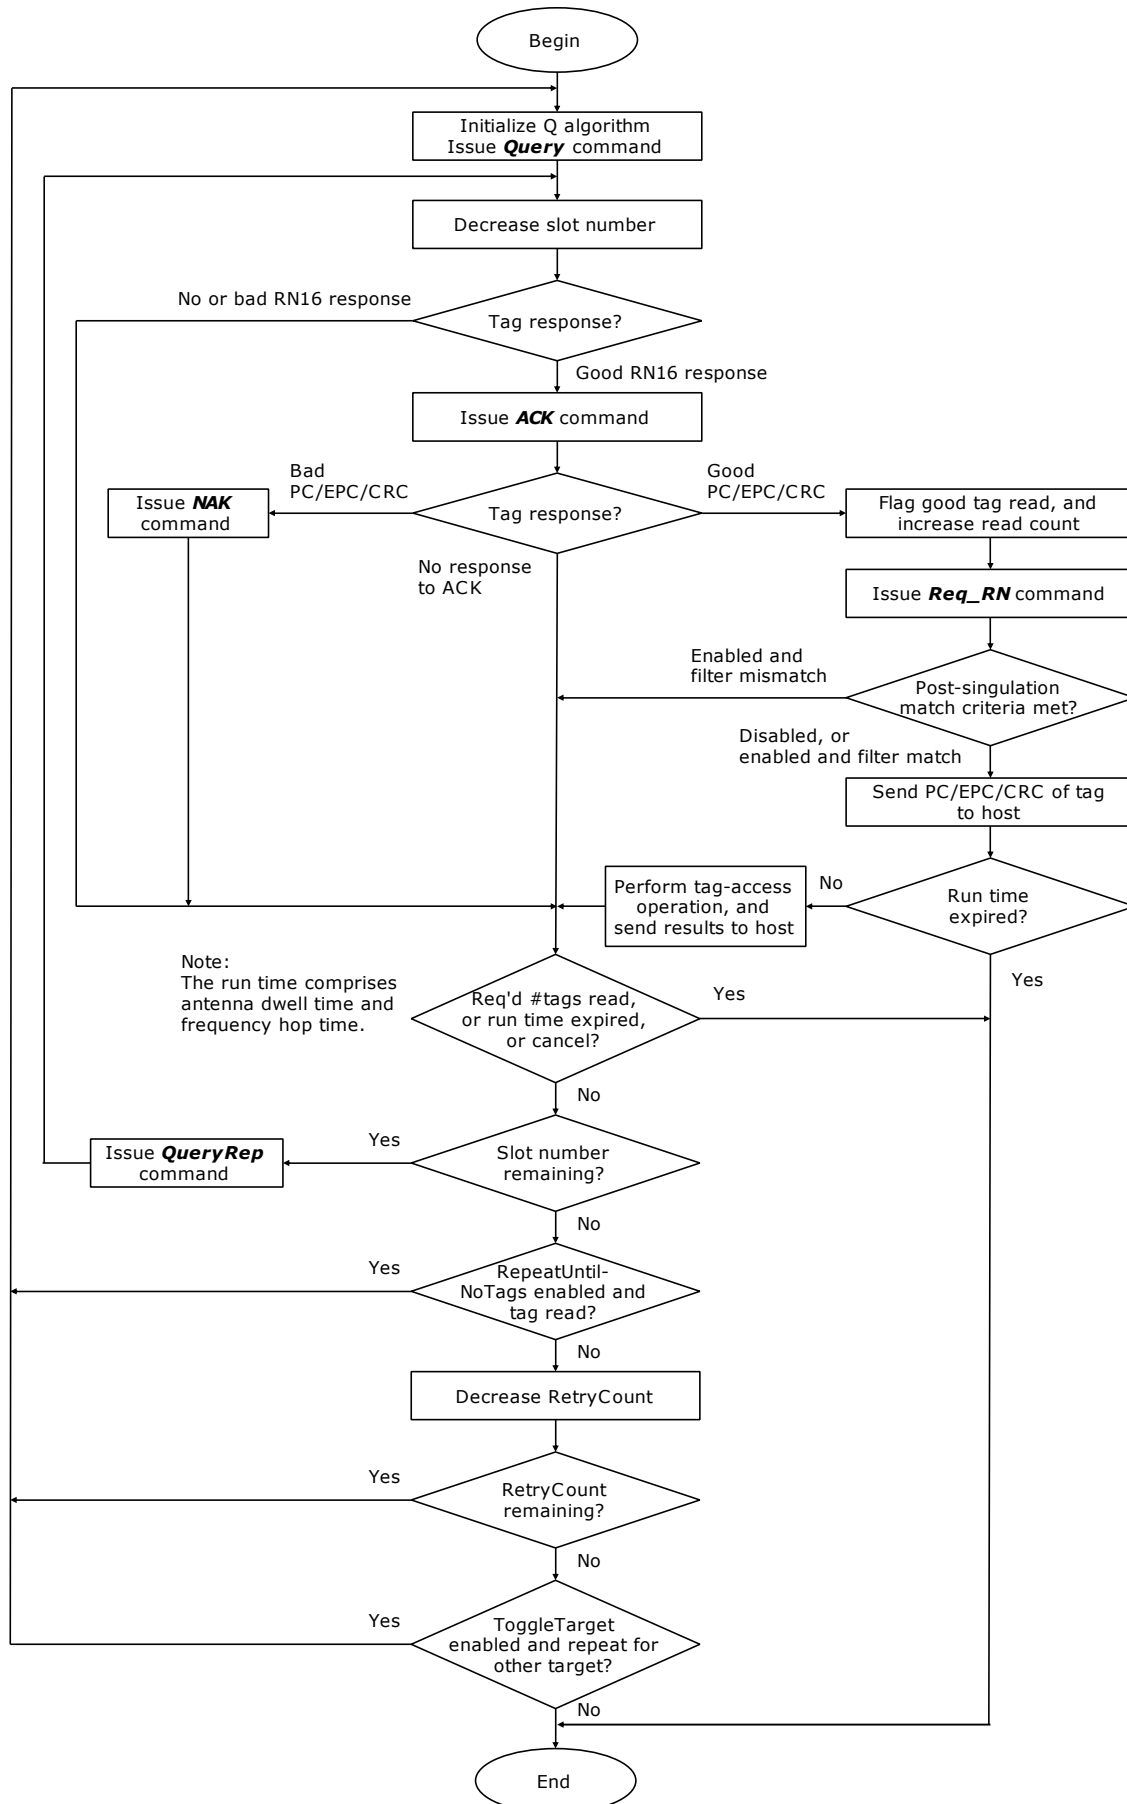 Begin
Initialize Q algorithm
Issue Query command
Decrease slot number
No or bad RN16 response
Tag response?
Good RN16 response
Issue ACK command
Bad
PC/EPC/CRC
Good
PC/EPC/CRC
Issue NAK
command
Tag response?
Flag good tag read, and
increase read count
No response
to ACK
Issue Req_RN command
Enabled and
filter mismatch
Post-singulation
match criteria met?
Disabled, or
enabled and filter match
Send PC/EPC/CRC of tag
to host
Perform tag-access
operation, and
send results to host
No
Run time
expired?
Note:
The run time comprises
antenna dwell time and
frequency hop time.
Req'd #tags read,
or run time expired,
or cancel?
Yes
Yes
No
Issue QueryRep
command
Yes
Slot number
remaining?
No
Yes
RepeatUntil-
NoTags enabled and
tag read?
No
Decrease RetryCount
Yes
RetryCount
remaining?
No
Yes
ToggleTarget
enabled and repeat for
other target?
No
End